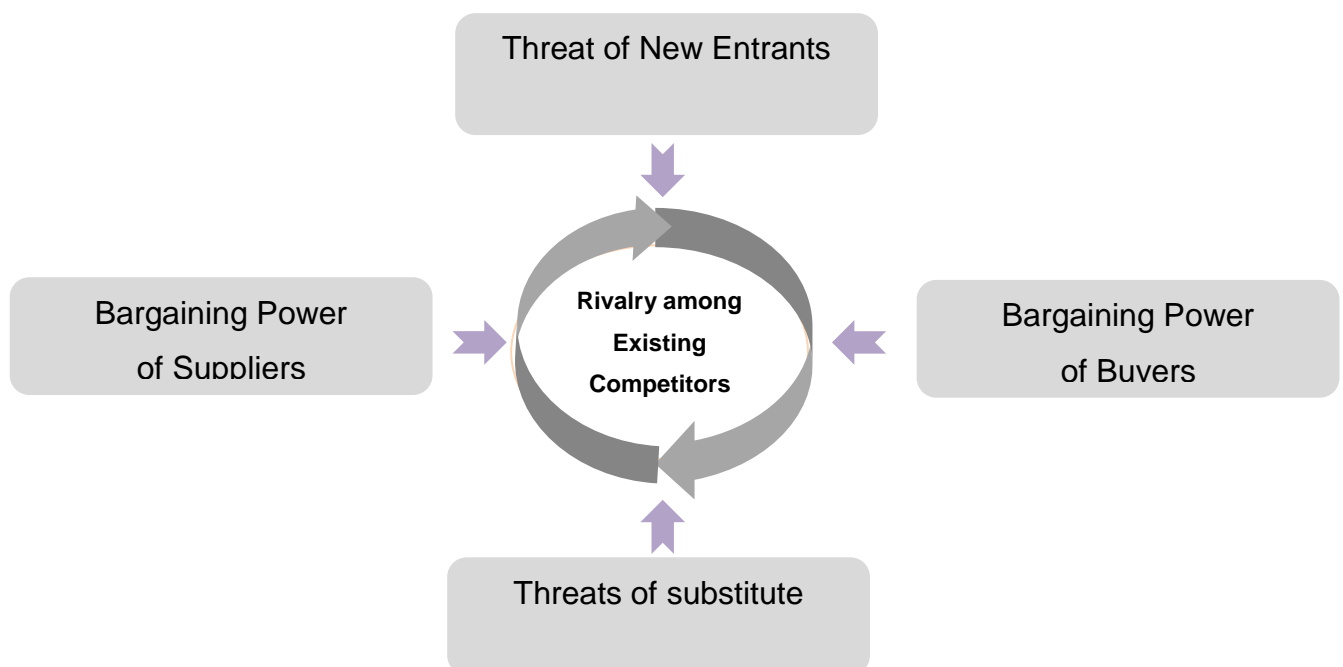 Threat of New Entrants
Bargaining Power
of Suppliers
Rivalry among
Existing
Competitors
Bargaining Power
of Buyers
Threats of substitute